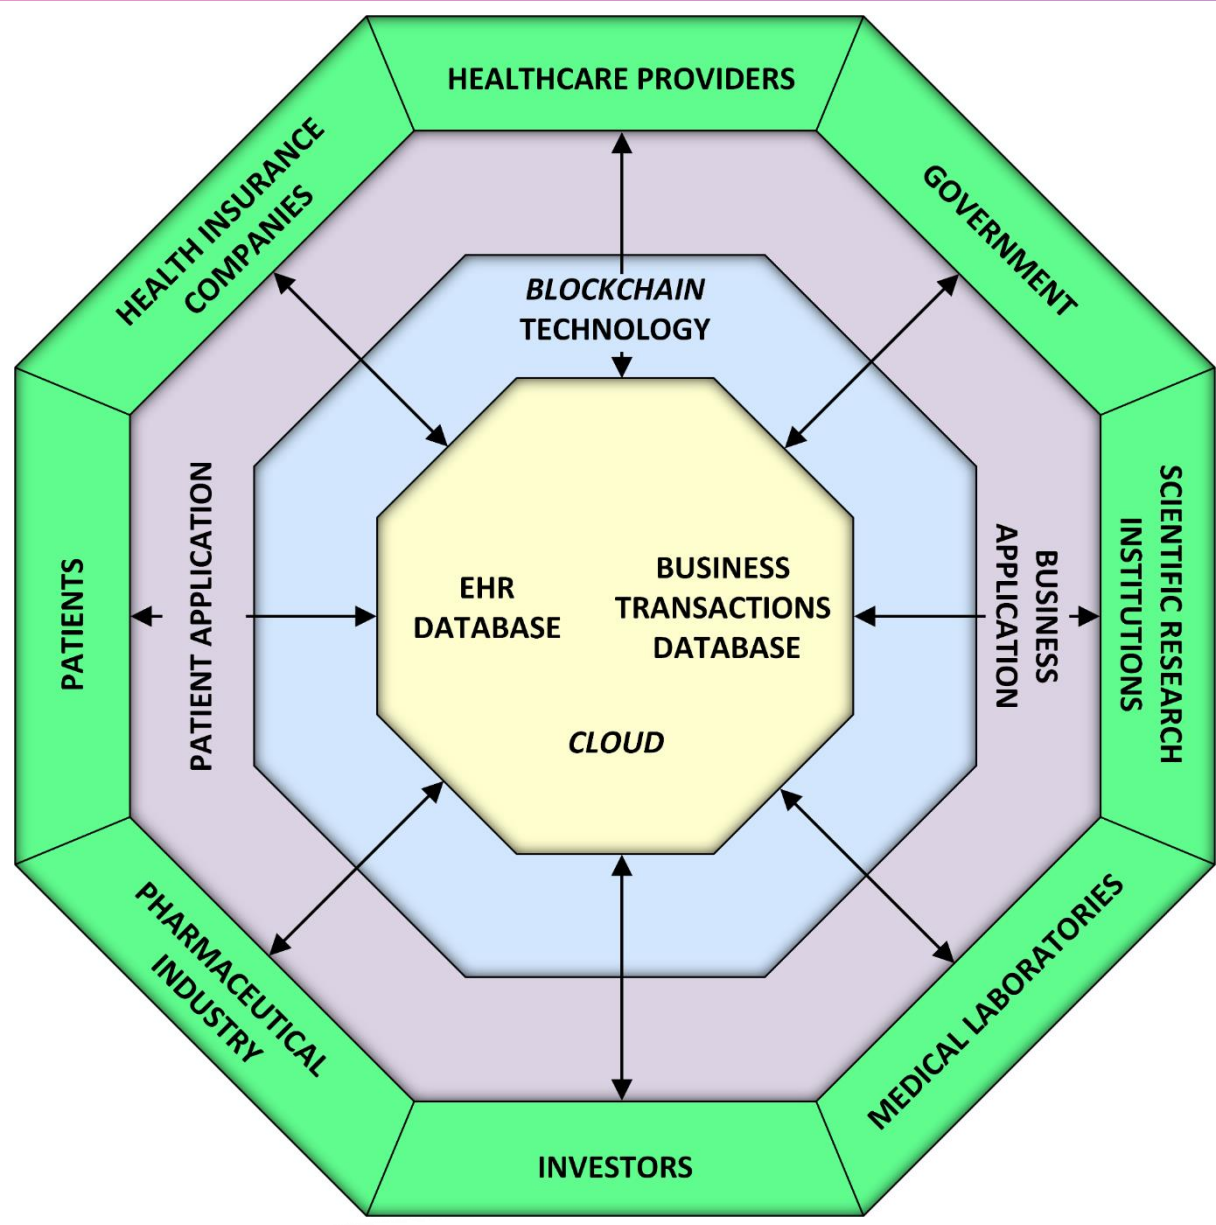 HEALTHCARE PROVIDERS
HEALTH INSURANCE
COMPANIES
GOVERNMENT
BLOCKCHAIN
TECHNOLOGY
PATIENTS
PATIENT APPLICATION
EHR
DATABASE
BUSINESS
TRANSACTIONS
DATABASE
CLOUD
BUSINESS
APPLICATION
SCIENTIFIC RESEARCH
INSTITUTIONS
PHARMACEUTICAL
INDUSTRY
MEDICAL LABORATORIES
INVESTORS